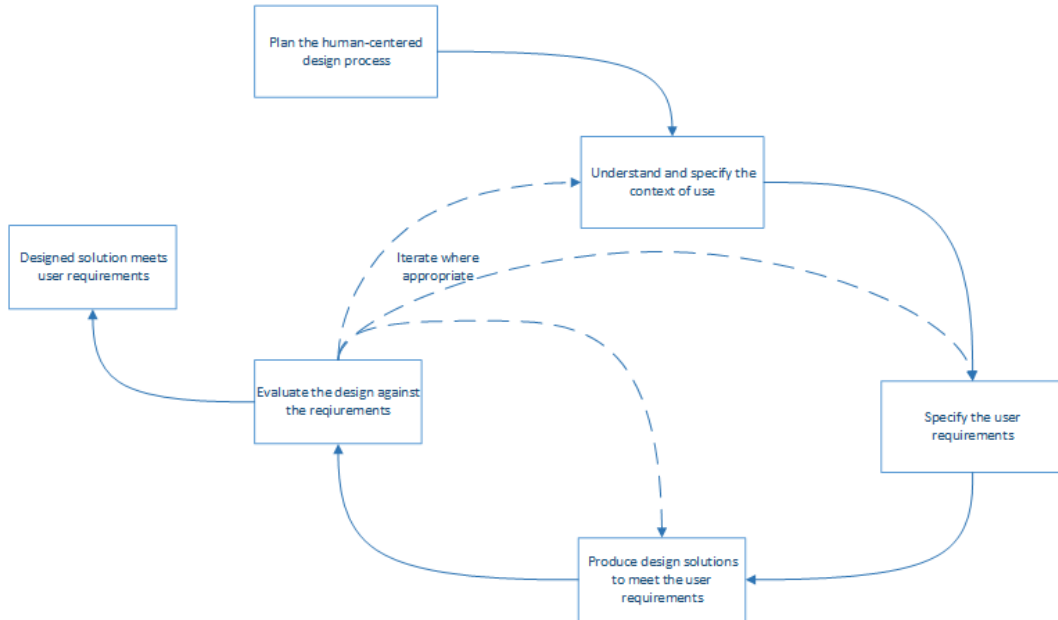 Plan the human-centered
design process
Understand and specify the
context of use
Designed solution meets
user requirements
Iterate where
appropriate
Evaluate the design against
the reqiurements
Specify the user
requirements
Produce design solutions
to meet the user
requirements